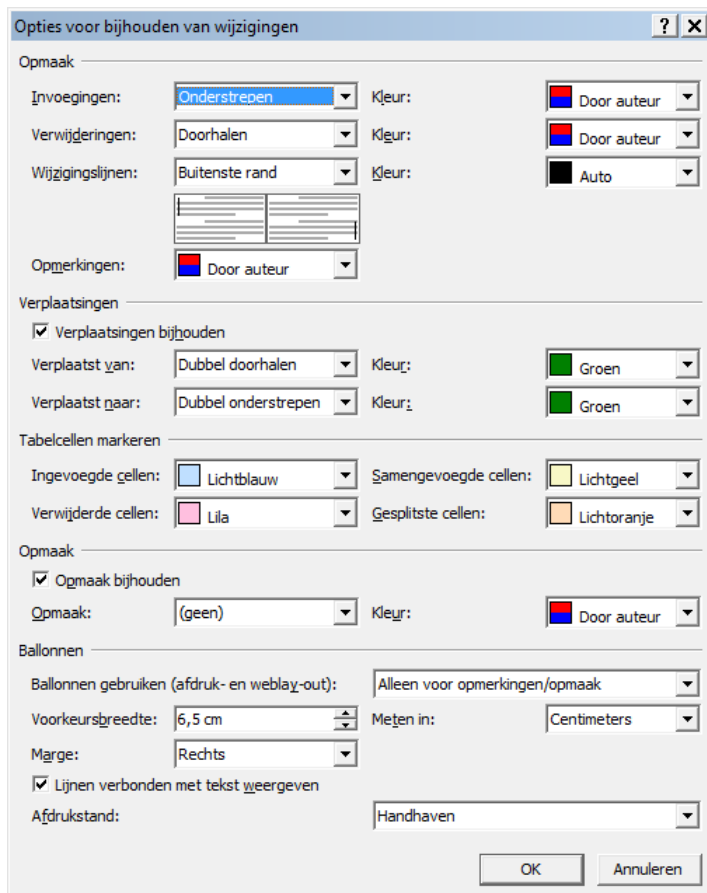 Opties voor bijhouden van wijzigingen
Opmaak
Invoegingen: Onderstrepen Kleur: Door auteur
Verwijderingen: Doorhalen Kleur: Door auteur
Wijzigingslijnen: Buitenste rand Kleur: Auto
Opmerkingen: Door auteur
Verplaatsingen
Verplaatsingen bijhouden
Verplaatst van: Dubbel doorhalen Kleur: Groen
Verplaatst naar: Dubbel onderstrepen Kleur: Groen
Tabelcellen markeren
Ingevoegde cellen: Lichtblauw Samengevoegde cellen: Lichtgeel
Verwijderde cellen: Lila Gesplitste cellen: Lichtoranje
Opmaak
Opmaak bijhouden
Opmaak: (geen) Kleur: Door auteur
Ballonnen
Ballonnen gebruiken (afdruk- en weblay-out): Alleen voor opmerkingen/opmaak
Voorkeursbreedte: 6,5 cm Meten in: Centimeters
Marge: Rechts
Lijnen verbonden met tekst weergeven
Afdrukstand: Handhaven
OK Annuleren